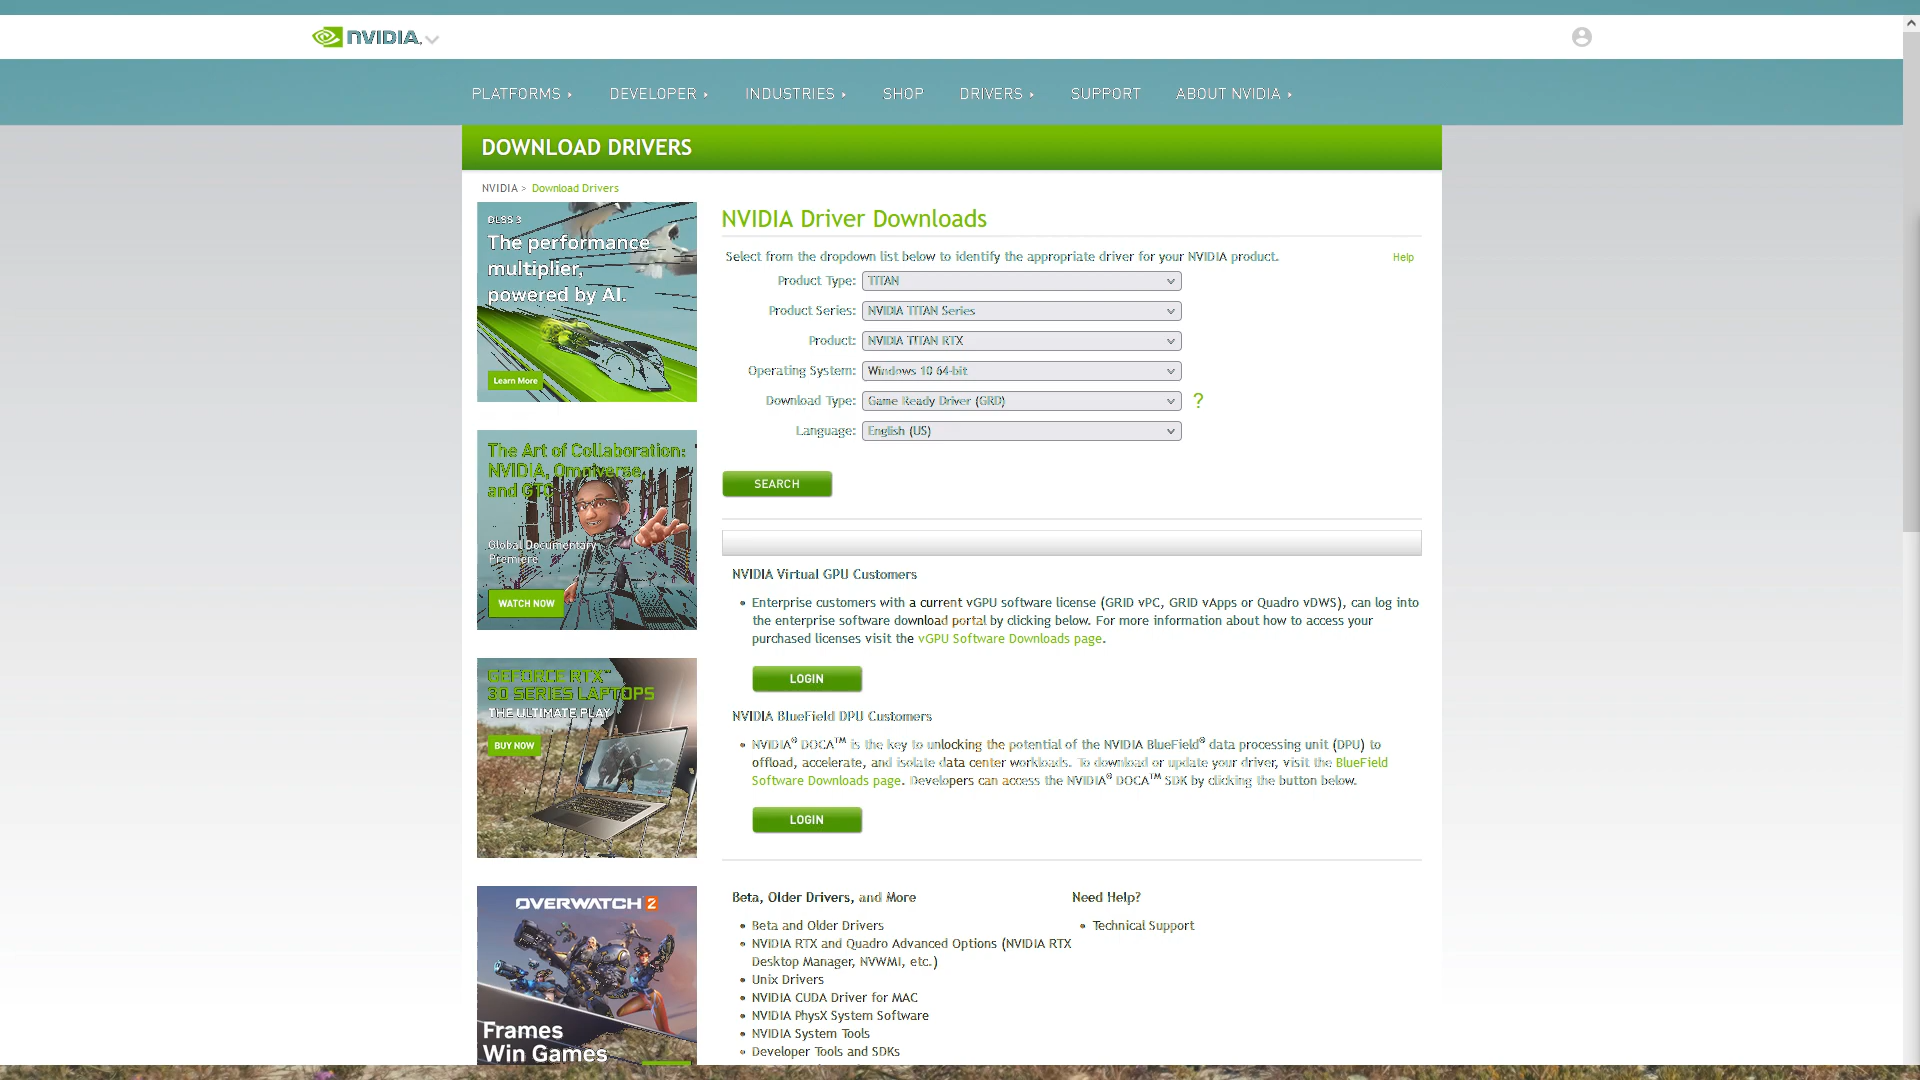 NVIDIA.
PLATFORMS
DEVELOPER
INDUSTRIES
SHOP
DRIVERS
SUPPORT
ABOUT NVIDIA
DOWNLOAD DRIVERS
NVIDIA > Download Drivers
DLSS 3
The performance
multiplier,
powered by AI.
Learn More
The Art of Collaboration:
NVIDIA, Omniverse,
and GTC
Global Documentary
Premiere
WATCH NOW
GEFORCE RTX™
30 SERIES LAPTOPS
THE ULTIMATE PLAY
BUY NOW
OVERWATCH 2
Frames
Win Games
NVIDIA Driver Downloads
Select from the dropdown list below to identify the appropriate driver for your NVIDIA product.
Help
Product Type: TITAN
Product Series: NVIDIA TITAN Series
Product: NVIDIA TITAN RTX
Operating System: Windows 10 64-bit
Download Type: Game Ready Driver (GRD) ?
Language: English (US)
SEARCH
NVIDIA Virtual GPU Customers
• Enterprise customers with a current vGPU software license (GRID vPC, GRID vApps or Quadro vDWS), can log into
the enterprise software download portal by clicking below. For more information about how to access your
purchased licenses visit the vGPU Software Downloads page.
LOGIN
NVIDIA BlueField DPU Customers
• NVIDIA® DOCA™ is the key to unlocking the potential of the NVIDIA BlueField® data processing unit (DPU) to
offload, accelerate, and isolate data center workloads. To download or update your driver, visit the BlueField
Software Downloads page. Developers can access the NVIDIA® DOCA™ SDK by clicking the button below.
LOGIN
Beta, Older Drivers, and More
• Beta and Older Drivers
• NVIDIA RTX and Quadro Advanced Options (NVIDIA RTX
Desktop Manager, NVWMI, etc.)
• Unix Drivers
• NVIDIA CUDA Driver for MAC
• NVIDIA PhysX System Software
• NVIDIA System Tools
• Developer Tools and SDKs
Need Help?
• Technical Support